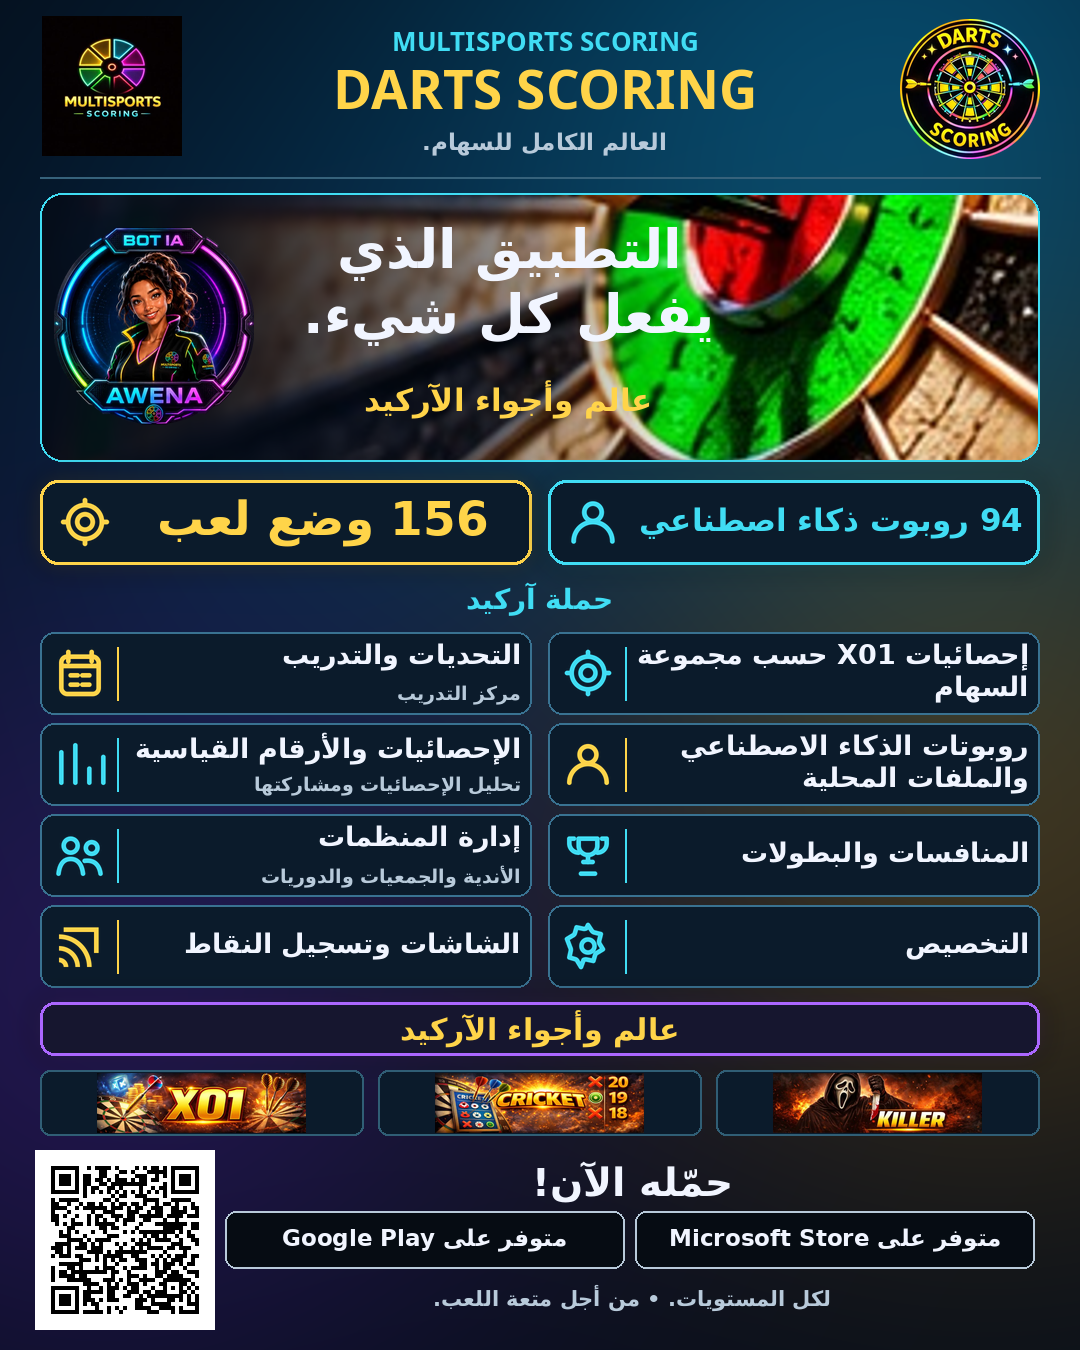 MULTISPORTS
SCORING
MULTISPORTS SCORING
DARTS SCORING
العالم الكامل للسهام.
DARTS
SCORING
BOT IA
AWENA
التطبيق الذي
يفعل كل شيء.
عالم وأجواء الآركيد
94 روبوت ذكاء اصطناعي
156 وضع لعب
حملة آركيد
إحصائيات X01 حسب مجموعة
السهام
التحديات والتدريب
مركز التدريب
روبوتات الذكاء الاصطناعي
والملفات المحلية
الإحصائيات والأرقام القياسية
تحليل الإحصائيات ومشاركتها
المنافسات والبطولات
إدارة المنظمات
الأندية والجمعيات والدوريات
التخصيص
الشاشات وتسجيل النقاط
عالم وأجواء الآركيد
KILLER
CRICKET
CRICKET
20
19
18
X01
حمّله الآن!
متوفر على Microsoft Store
متوفر على Google Play
لكل المستويات. • من أجل متعة اللعب.